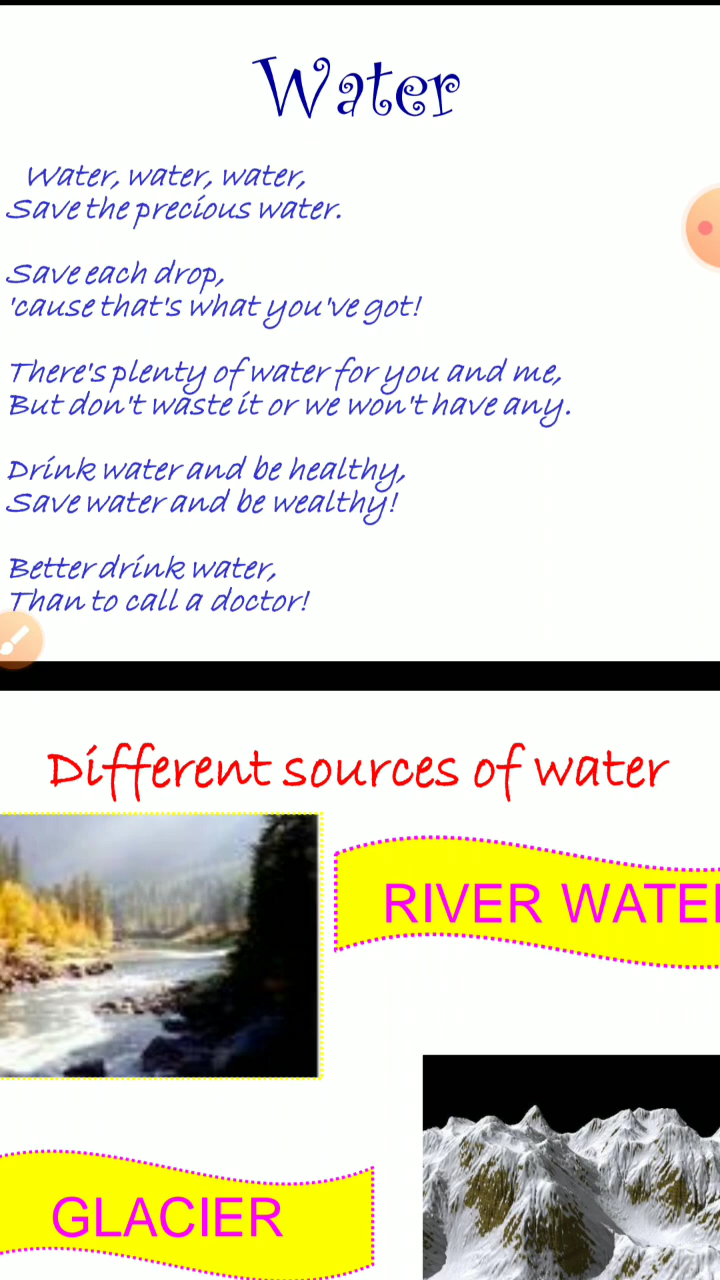 Water
Water, water, water,
Save the precious water.
Save each drop,
'cause that's what you've got!
There's plenty of water for you and me,
But don't waste it or we won't have any.
Drink water and be healthy,
Save water and be wealthy!
Better drink water,
Than to call a doctor!
Different sources of water
RIVER WATER
GLACIER